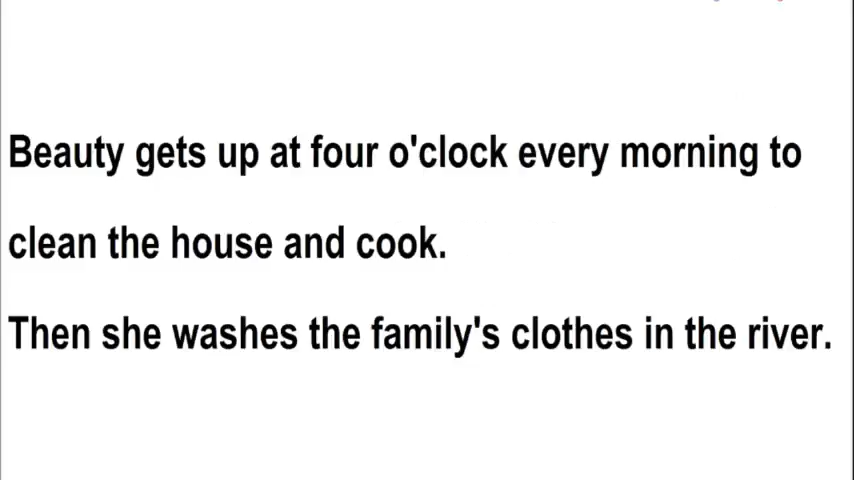 Beauty gets up at four o'clock every morning to
clean the house and cook.
Then she washes the family's clothes in the river.